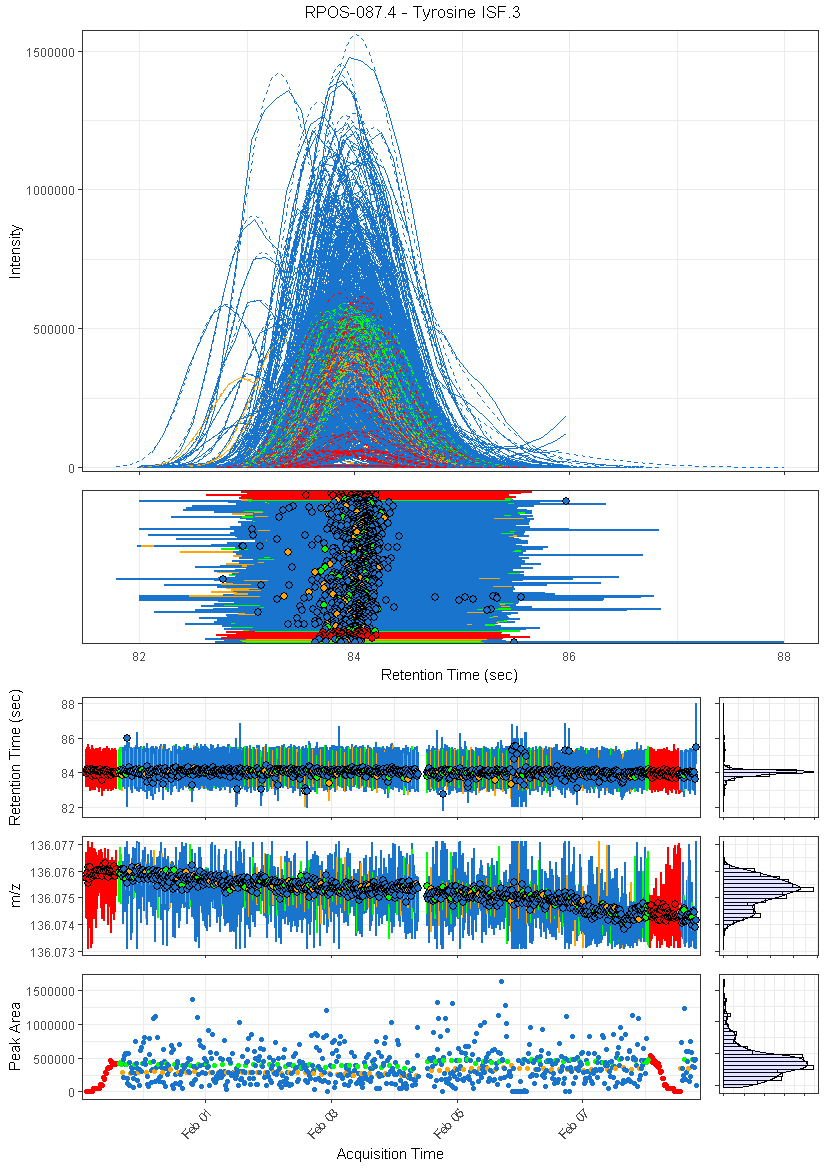 RPOS-087.4 - Tyrosine ISF.3
1500000
1000000
500000
0
Intensity
82
84
86
88
Retention Time (sec)
88
86
84
82
Retention Time (sec)
136.077
136.076
136.075
136.074
136.073
m/z
1500000
1000000
500000
0
Peak Area
Feb 01
Feb 03
Feb 05
Feb 07
Acquisition Time